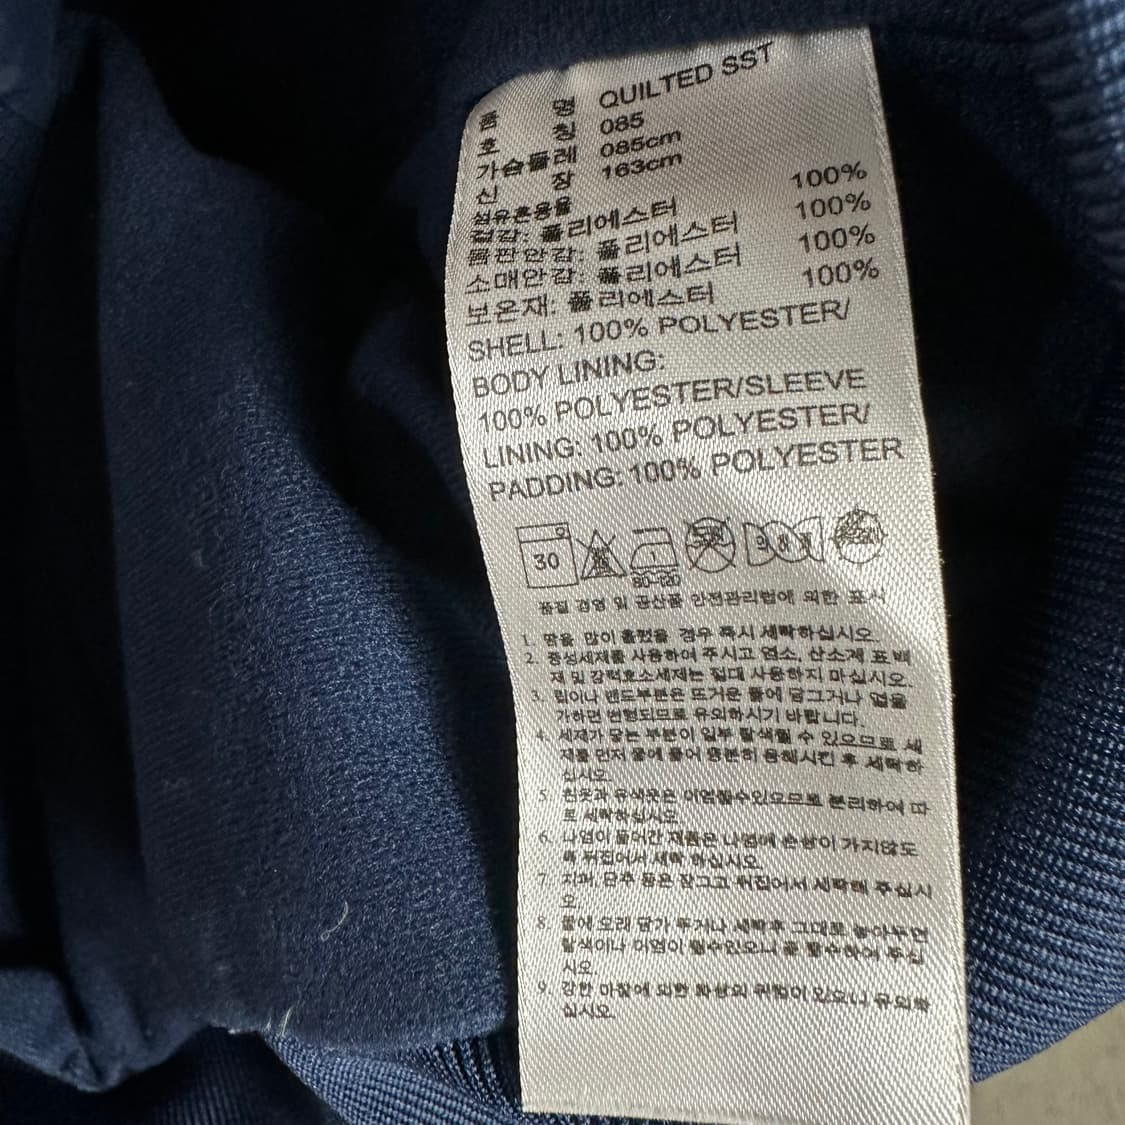 품 명 QUILTED SST
호 칭 085
가슴둘레 085cm
신 장 163cm
섬유혼용율
겉감: 폴리에스터 100%
몸판안감: 폴리에스터 100%
소매안감: 폴리에스터 100%
보온재: 폴리에스터 100%
SHELL: 100% POLYESTER/
BODY LINING:
100% POLYESTER/SLEEVE
LINING: 100% POLYESTER/
PADDING: 100% POLYESTER
30
80~120
품질 경영 및 공산품 안전관리법에 의한 표시
1. 땀을 많이 흘렸을 경우 즉시 세탁하십시오.
2. 중성세제를 사용하여 주시고 염소, 산소계 표백
제 및 강력효소세제는 절대 사용하지 마십시오.
3. 립이나 밴드부분은 뜨거운 물에 담그거나 열을
가하면 변형되므로 유의하시기 바랍니다.
4. 세제가 닿는 부분이 일부 탈색될 수 있으므로 세
제를 먼저 물에 풀어 충분히 용해시킨 후 세탁하
십시오.
5. 흰옷과 유색옷은 이염될수있으므로 분리하여 따
로 세탁하십시오.
6. 나염이 들어간 제품은 나염에 손상이 가지않도
록 뒤집어서 세탁 하십시오.
7. 지퍼, 단추 등은 잠그고 뒤집어서 세탁해 주십시
오.
8. 물에 오래 담가 두거나 세탁후 그대로 놓아두면
탈색이나 이염이 될수있으니 꼭 탈수하여 주십
시오.
9. 강한 마찰에 의한 화상의 위험이 있으니 유의하
십시오.